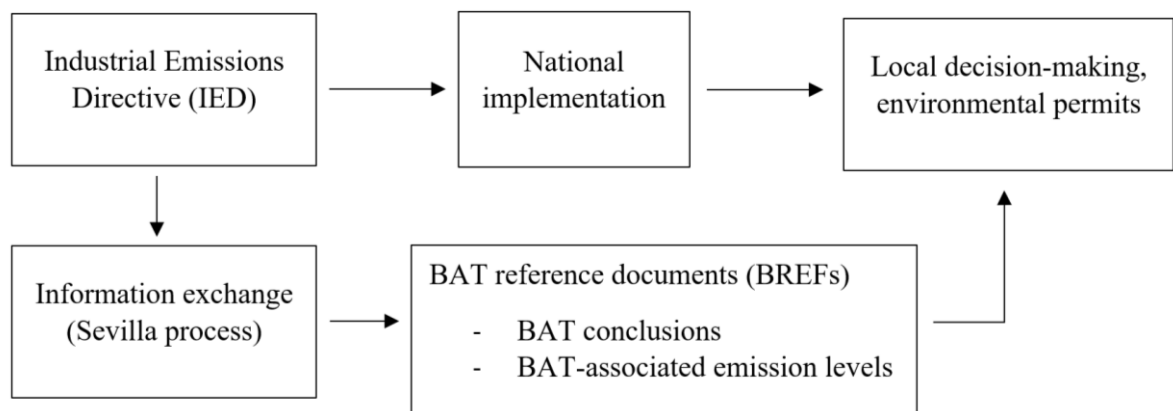 Industrial Emissions
Directive (IED)
National
implementation
Local decision-making,
environmental permits
Information exchange
(Sevilla process)
BAT reference documents (BREFs)
- BAT conclusions
- BAT-associated emission levels